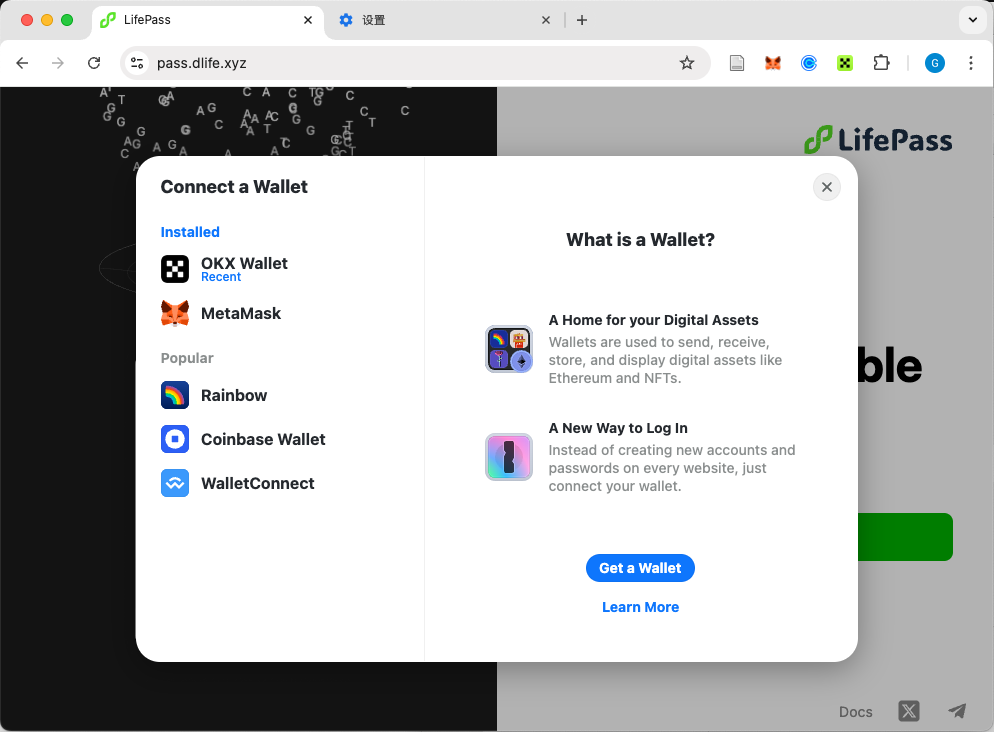 LifePass
设置
pass.dlife.xyz
G
LifePass
Connect a Wallet
Installed
OKX Wallet
Recent
MetaMask
Popular
Rainbow
Coinbase Wallet
WalletConnect
What is a Wallet?
A Home for your Digital Assets
Wallets are used to send, receive,
store, and display digital assets like
Ethereum and NFTs.
A New Way to Log In
Instead of creating new accounts and
passwords on every website, just
connect your wallet.
Get a Wallet
Learn More
ble
Docs